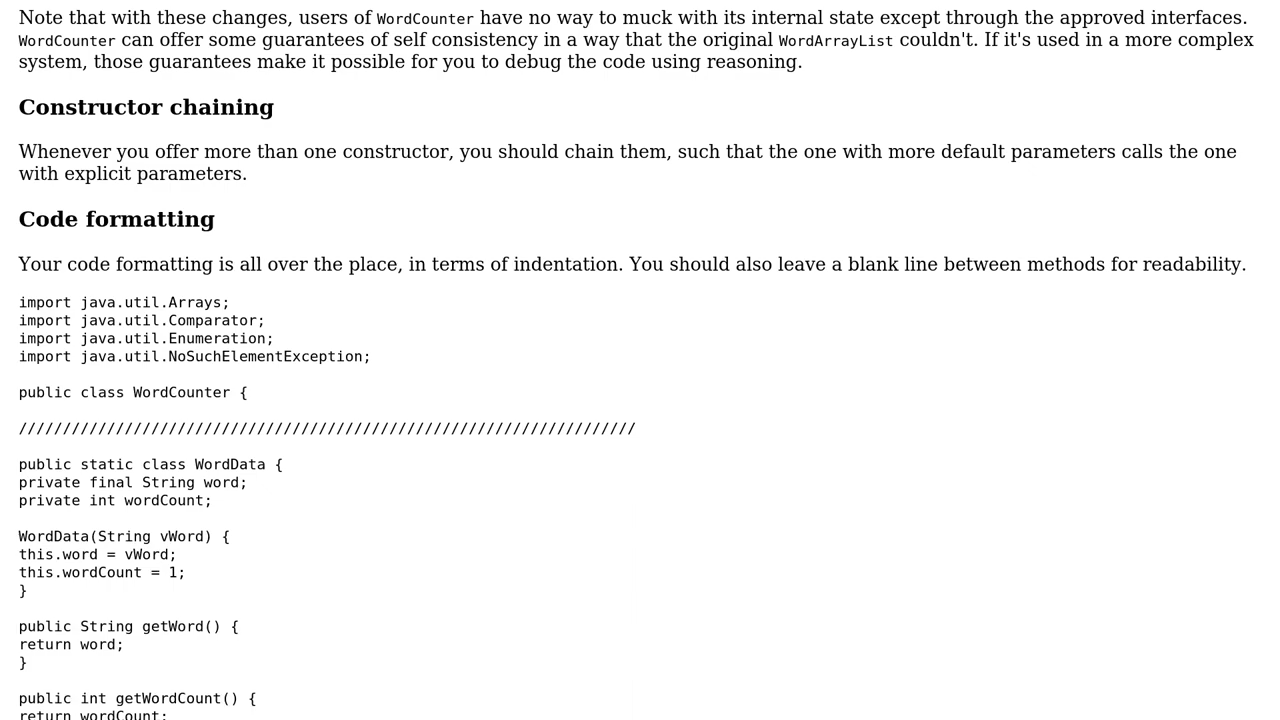 Note that with these changes, users of WordCounter have no way to muck with its internal state except through the approved interfaces.
WordCounter can offer some guarantees of self consistency in a way that the original WordArrayList couldn't. If it's used in a more complex
system, those guarantees make it possible for you to debug the code using reasoning.
Constructor chaining
Whenever you offer more than one constructor, you should chain them, such that the one with more default parameters calls the one
with explicit parameters.
Code formatting
Your code formatting is all over the place, in terms of indentation. You should also leave a blank line between methods for readability.
import java.util.Arrays;
import java.util.Comparator;
import java.util.Enumeration;
import java.util.NoSuchElementException;
public class WordCounter {
//////////////////////////////////////////////////////////////////////
public static class WordData {
private final String word;
private int wordCount;
WordData(String vWord) {
this.word = vWord;
this.wordCount = 1;
}
public String getWord() {
return word;
}
public int getWordCount() {
return wordCount;